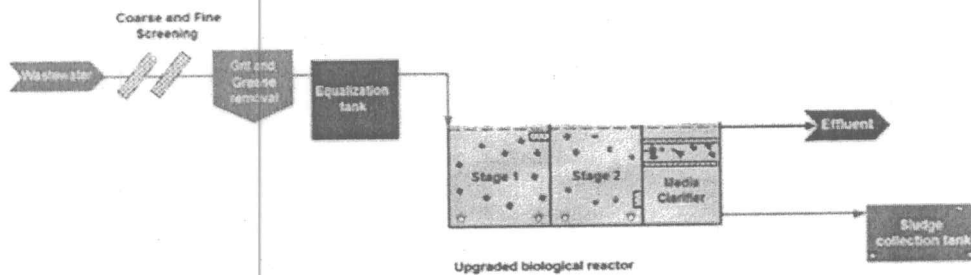 Coarse and Fine
Screening
Wastewater
Grit and
Grease
removal
Equalization
tank
Effluent
Stage 1
Stage 2
Media
Clarifier
Sludge
collection tank
Upgraded biological reactor